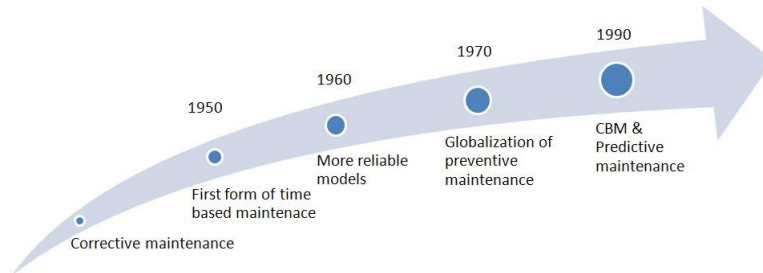 1990
1970
1960
1950
CBM &
Predictive
maintenance
Globalization of
preventive
maintenance
More reliable
models
First form of time
based maintenace
Corrective maintenance